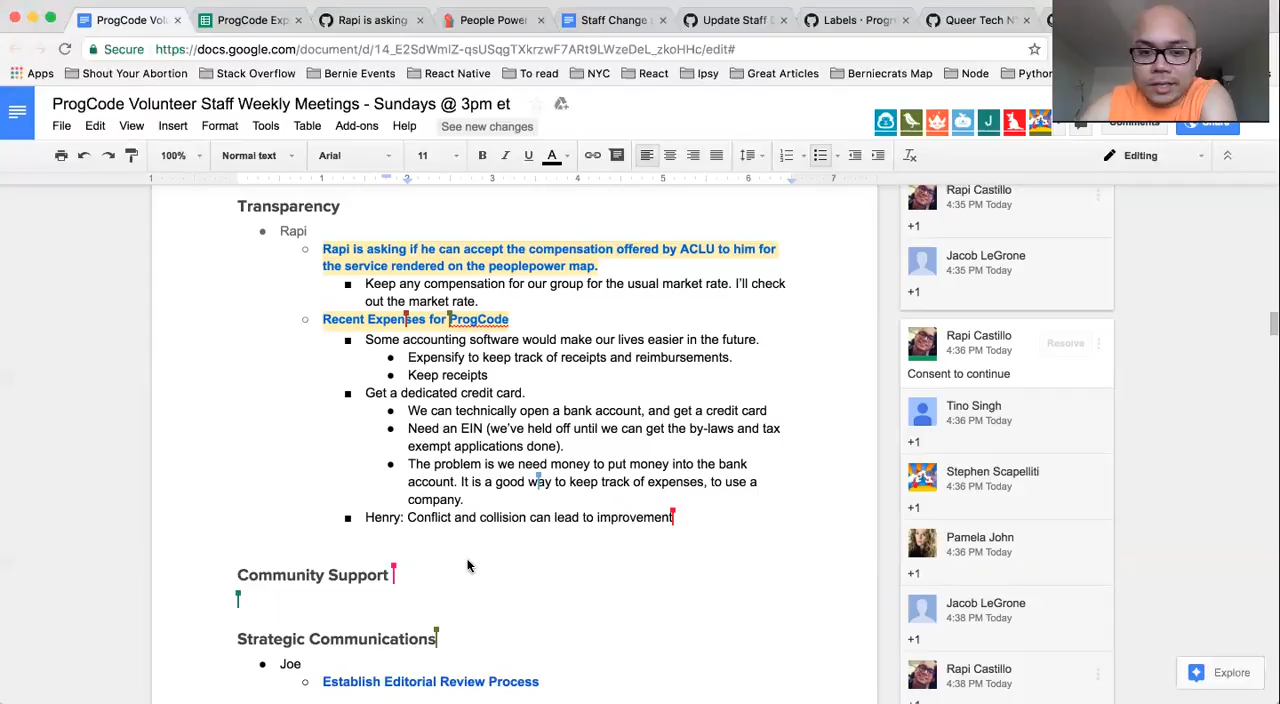 ProgCode Vol
ProgCode Exp
Rapi is asking
People Power
Staff Change
Update Staff D
Labels · Progr
Queer Tech N
Secure
https://docs.google.com/document/d/14_E2SdWmlZ-qsUSqgTXkrzwF7ARt9LWzeDeL_zkoHHc/edit#
Apps
Shout Your Abortion
Stack Overflow
Bernie Events
React Native
To read
NYC
React
Ipsy
Great Articles
Berniecrats Map
Node
Pythor
ProgCode Volunteer Staff Weekly Meetings - Sundays @ 3pm et
File Edit View Insert Format Tools Table Add-ons Help See new changes
Comments
Share
100% Normal text Arial 11 B I U A Editing
1 1 2 3 4 5 6 7
Transparency
Rapi
Rapi is asking if he can accept the compensation offered by ACLU to him for
the service rendered on the peoplepower map.
Keep any compensation for our group for the usual market rate. I'll check
out the market rate.
Recent Expenses for ProgCode
Some accounting software would make our lives easier in the future.
Expensify to keep track of receipts and reimbursements.
Keep receipts
Get a dedicated credit card.
We can technically open a bank account, and get a credit card
Need an EIN (we've held off until we can get the by-laws and tax
exempt applications done).
The problem is we need money to put money into the bank
account. It is a good way to keep track of expenses, to use a
company.
Henry: Conflict and collision can lead to improvement
Community Support
Strategic Communications
Joe
Establish Editorial Review Process
Rapi Castillo
4:35 PM Today
+1
Jacob LeGrone
4:35 PM Today
+1
Rapi Castillo
4:36 PM Today
Resolve
Consent to continue
Tino Singh
4:36 PM Today
+1
Stephen Scapelliti
4:36 PM Today
+1
Pamela John
4:36 PM Today
+1
Jacob LeGrone
4:38 PM Today
+1
Rapi Castillo
4:38 PM Today
Explore